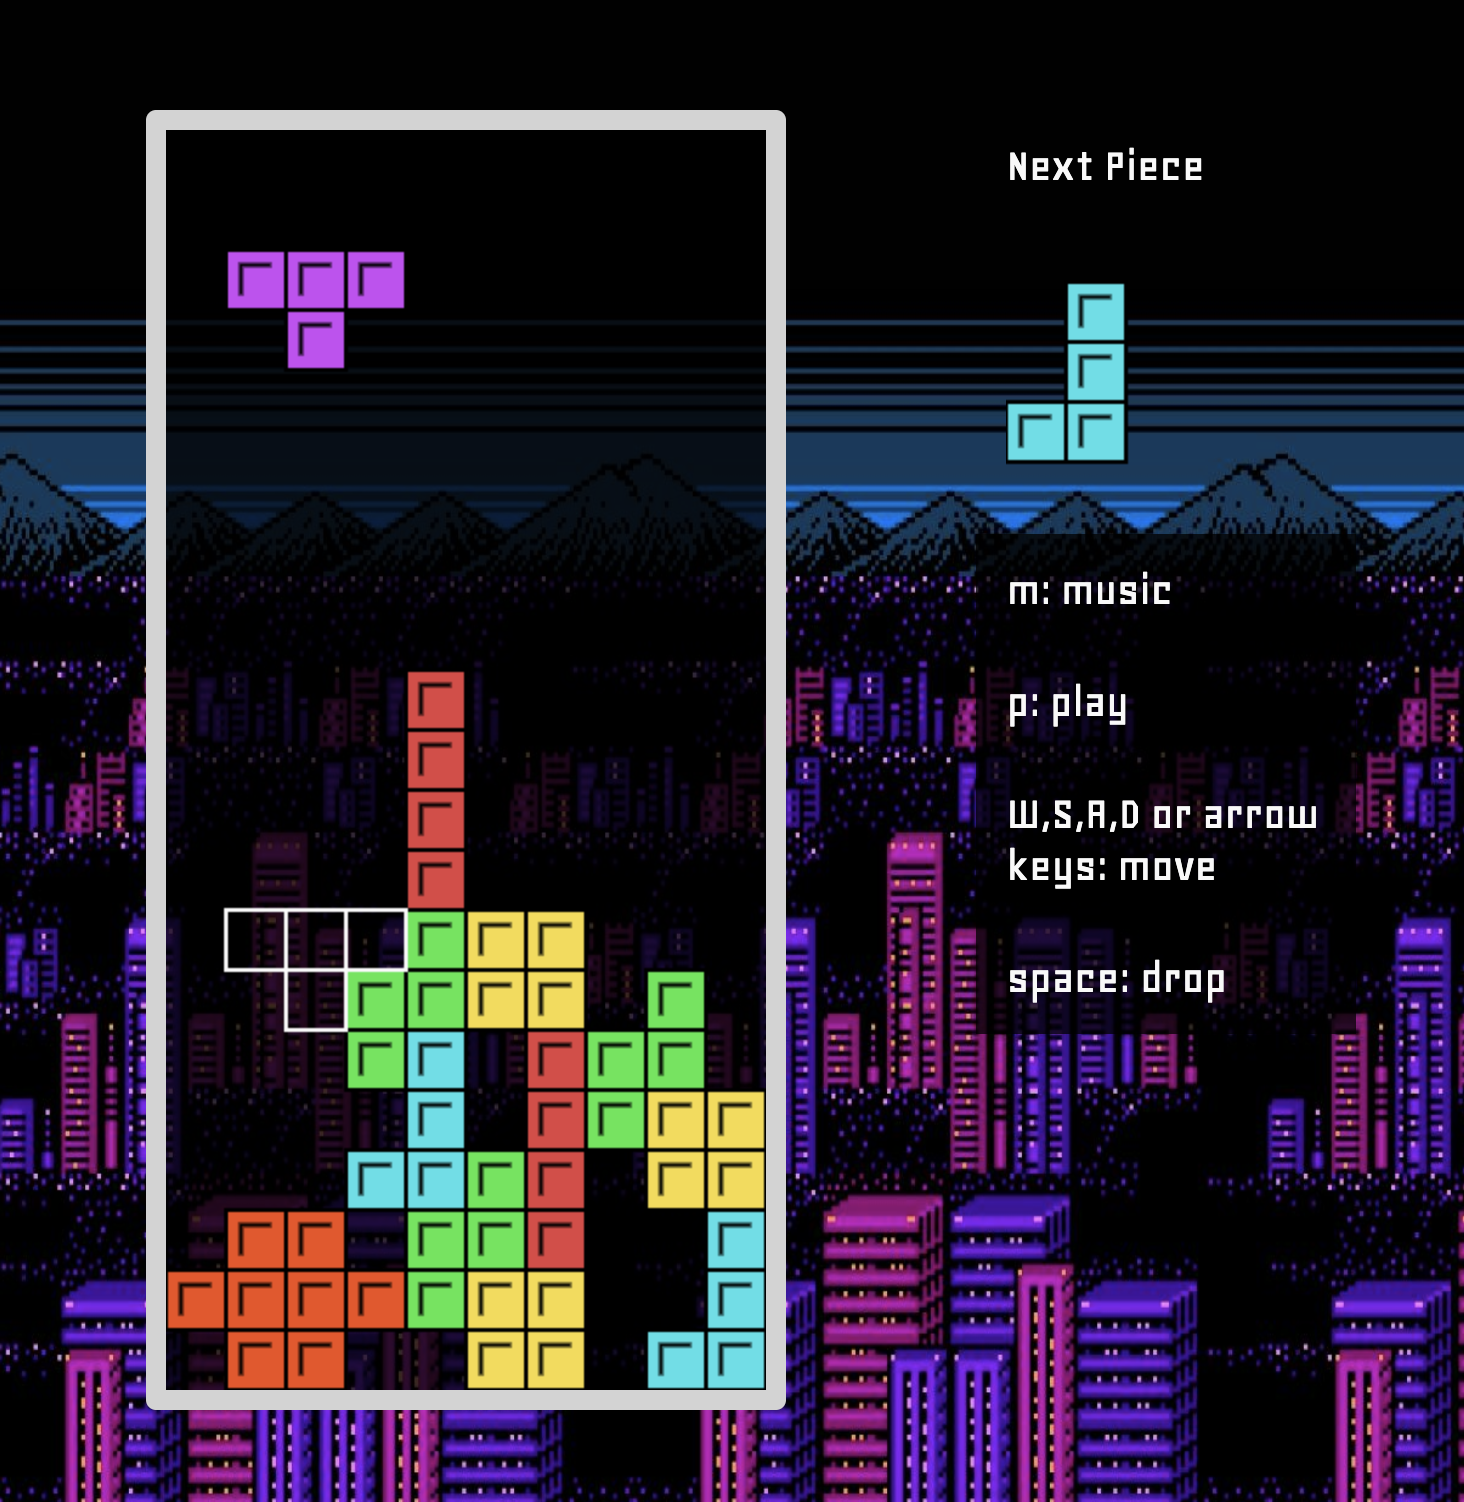 Next Piece
m: music
p: play
W,S,A,D or arrow
keys: move
space: drop